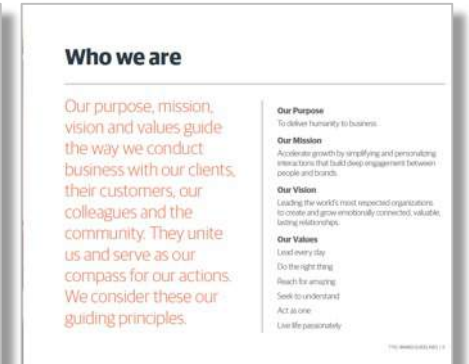 Who we are
Our purpose, mission,
vision and values guide
the way we conduct
business with our clients,
their customers, our
colleagues and the
community. They unite
us and serve as our
compass for our actions.
We consider these our
guiding principles.
Our Purpose
To deliver humanity to business.
Our Mission
Accelerate growth by simplifying and personalizing
interactions that build deep engagement between
people and brands.
Our Vision
Leading the world's most respected organizations
to create and grow emotionally connected, valuable,
lasting relationships.
Our Values
Lead every day
Do the right thing
Reach for amazing
Seek to understand
Act as one
Live life passionately
BRAND GUIDELINES